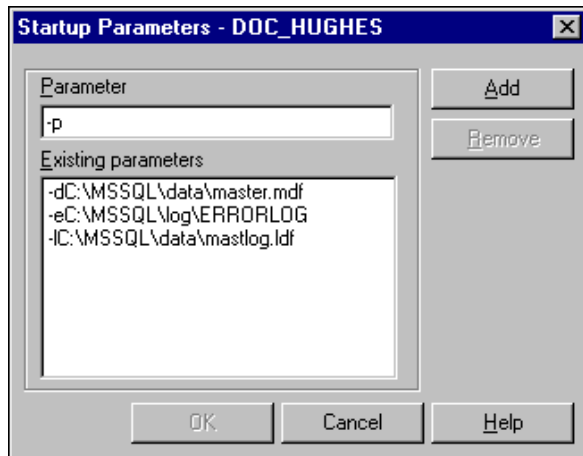 Startup Parameters - DOC_HUGHES
Parameter
-p
Add
Remove
Existing parameters
-dC:\MSSQL\data\master.mdf
-eC:\MSSQL\log\ERRORLOG
-lC:\MSSQL\data\mastlog.ldf
OK
Cancel
Help